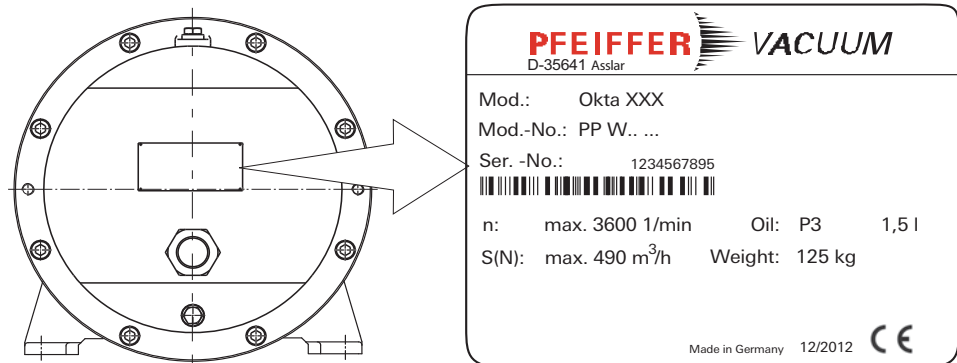 PFEIFFER VACUUM
D-35641 Asslar
Mod.: Okta XXX
Mod.-No.: PP W.. ...
Ser. -No.: 1234567895
n: max. 3600 1/min Oil: P3 1,5 l
S(N): max. 490 m³/h Weight: 125 kg
Made in Germany 12/2012 CE